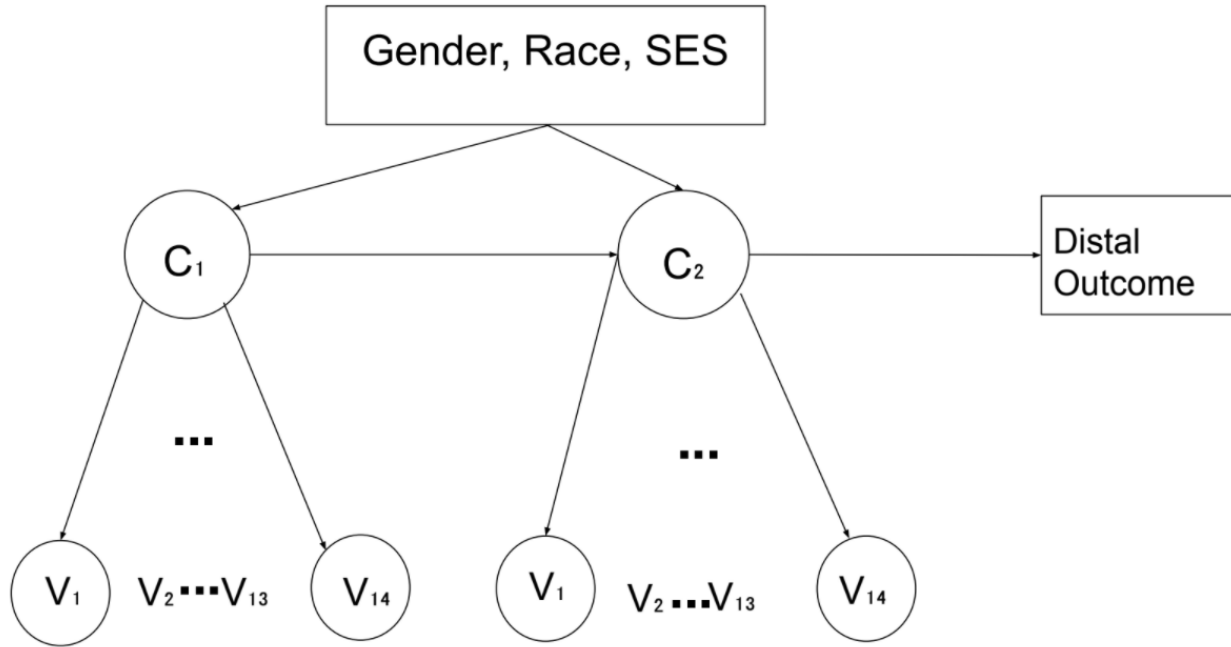 Gender, Race, SES
C₁
C₂
Distal
Outcome
...
...
V₁
V₂...V₁₃
V₁₄
V₁
V₂...V₁₃
V₁₄